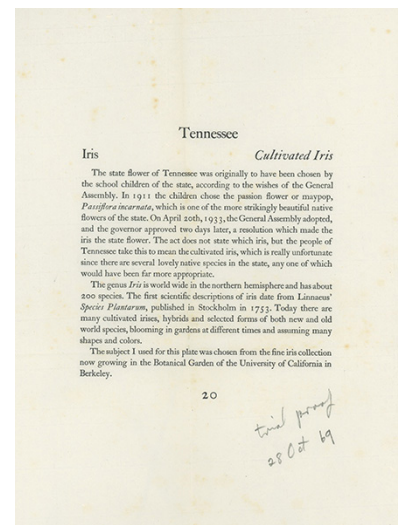 Tennessee
Iris Cultivated Iris
The state flower of Tennessee was originally to have been chosen by
the school children of the state, according to the wishes of the General
Assembly. In 1911 the children chose the passion flower or maypop,
Passiflora incarnata, which is one of the more strikingly beautiful native
flowers of the state. On April 20th, 1933, the General Assembly adopted,
and the governor approved two days later, a resolution which made the
iris the state flower. The act does not state which iris, but the people of
Tennessee take this to mean the cultivated iris, which is really unfortunate
since there are several lovely native species in the state, any one of which
would have been far more appropriate.
The genus Iris is world wide in the northern hemisphere and has about
200 species. The first scientific descriptions of iris date from Linnaeus'
Species Plantarum, published in Stockholm in 1753. Today there are
many cultivated irises, hybrids and selected forms of both new and old
world species, blooming in gardens at different times and assuming many
shapes and colors.
The subject I used for this plate was chosen from the fine iris collection
now growing in the Botanical Garden of the University of California in
Berkeley.
20
trial proof
28 Oct 69